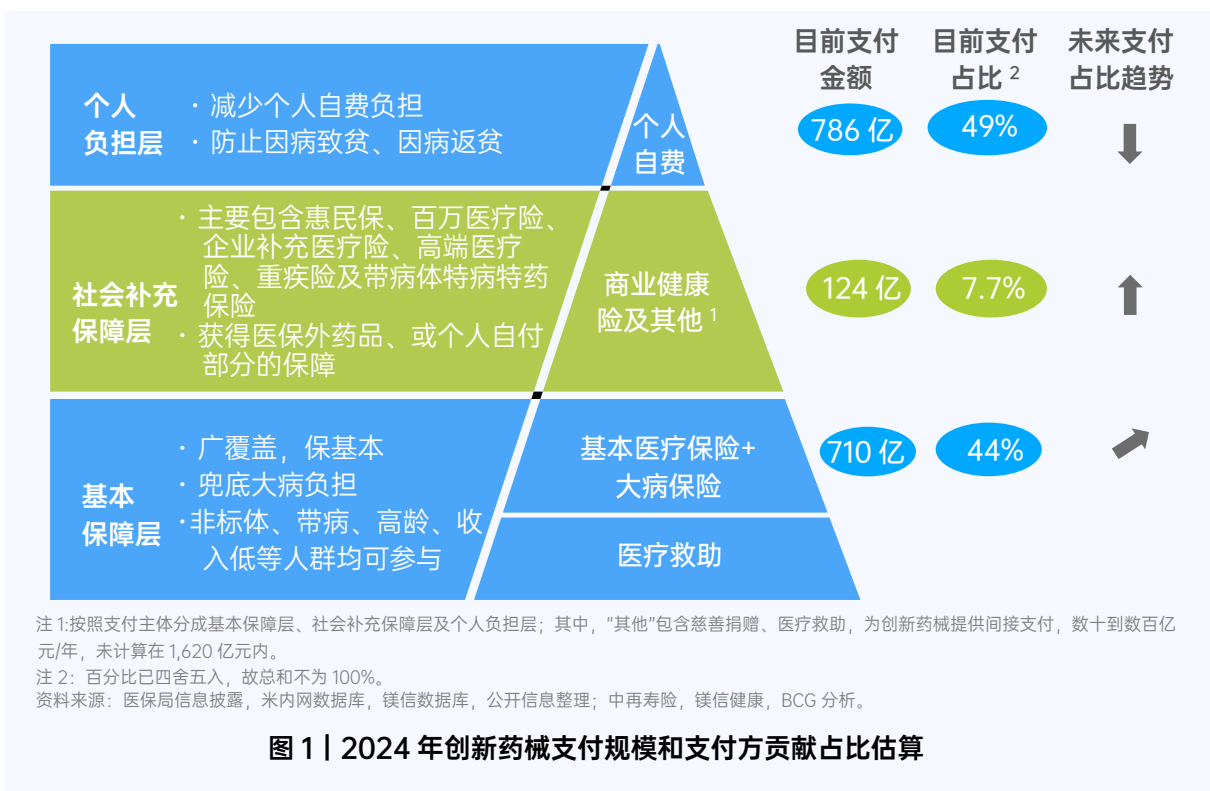 目前支付
金额
目前支付
占比 2
未来支付
占比趋势
个人
负担层
· 减少个人自费负担
· 防止因病致贫、因病返贫
个人
自费
786 亿
49%
社会补充
保障层
· 主要包含惠民保、百万医疗险、
企业补充医疗险、高端医疗
险、重疾险及带病体特病特药
保险
· 获得医保外药品、或个人自付
部分的保障
商业健康
险及其他 1
124 亿
7.7%
基本
保障层
· 广覆盖，保基本
· 兜底大病负担
· 非标体、带病、高龄、收
入低等人群均可参与
基本医疗保险+
大病保险
医疗救助
710 亿
44%
注 1:按照支付主体分成基本保障层、社会补充保障层及个人负担层；其中，“其他”包含慈善捐赠、医疗救助，为创新药械提供间接支付，数十到数百亿
元/年，未计算在 1,620 亿元内。
注 2：百分比已四舍五入，故总和不为 100%。
资料来源：医保局信息披露，米内网数据库，镁信数据库，公开信息整理；中再寿险，镁信健康，BCG 分析。
图 1丨2024 年创新药械支付规模和支付方贡献占比估算